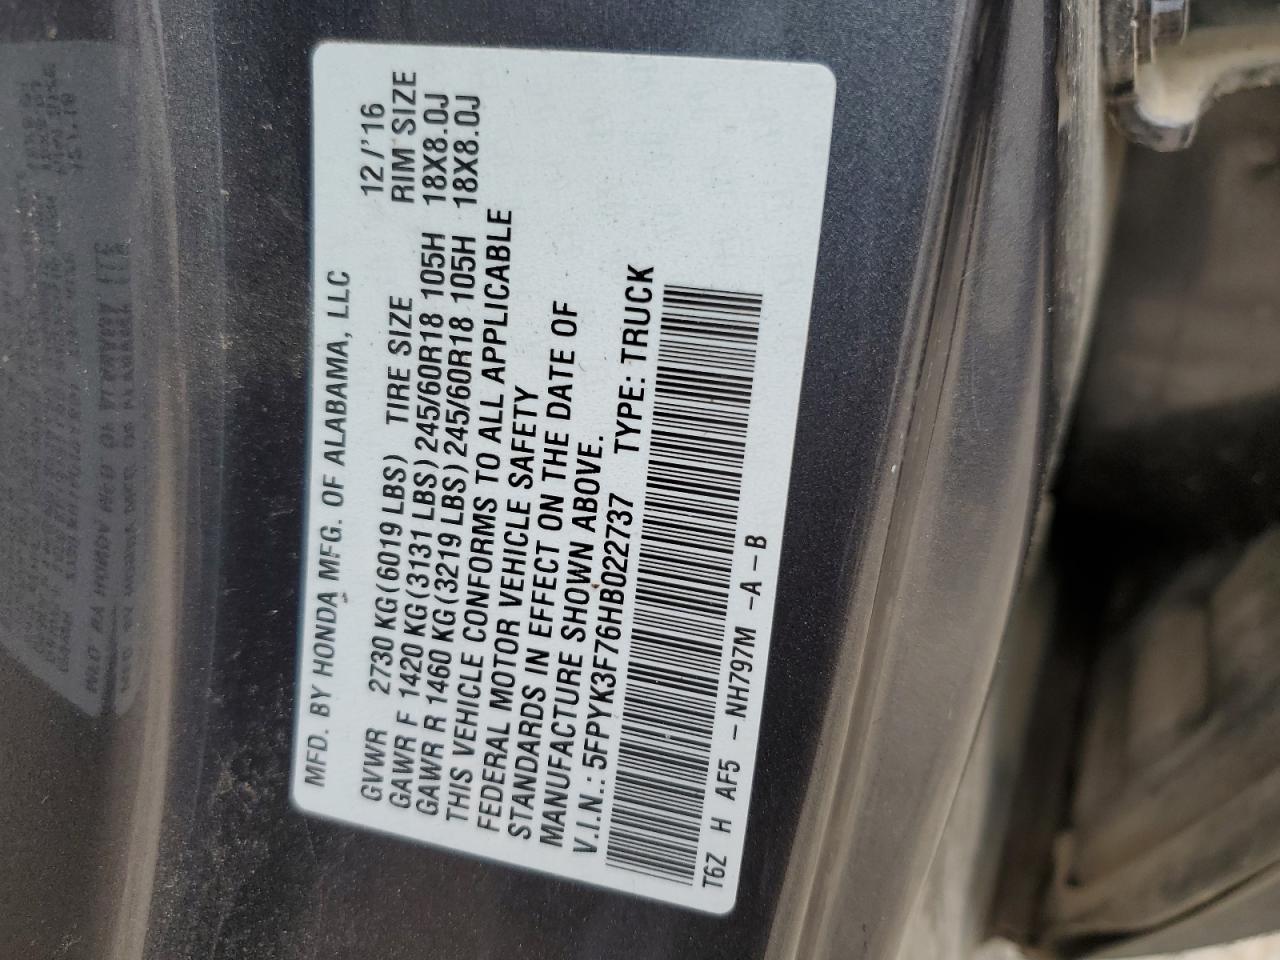 MFD. BY HONDA MFG. OF ALABAMA, LLC 12/'16
GVWR 2730 KG(6019 LBS) TIRE SIZE RIM SIZE
GAWR F 1420 KG(3131 LBS) 245/60R18 105H 18X8.0J
GAWR R 1460 KG(3219 LBS) 245/60R18 105H 18X8.0J
THIS VEHICLE CONFORMS TO ALL APPLICABLE
FEDERAL MOTOR VEHICLE SAFETY
STANDARDS IN EFFECT ON THE DATE OF
MANUFACTURE SHOWN ABOVE.
V.I.N.: 5FPYK3F76HB022737 TYPE: TRUCK
T6Z H AF5 -NH797M -A -B